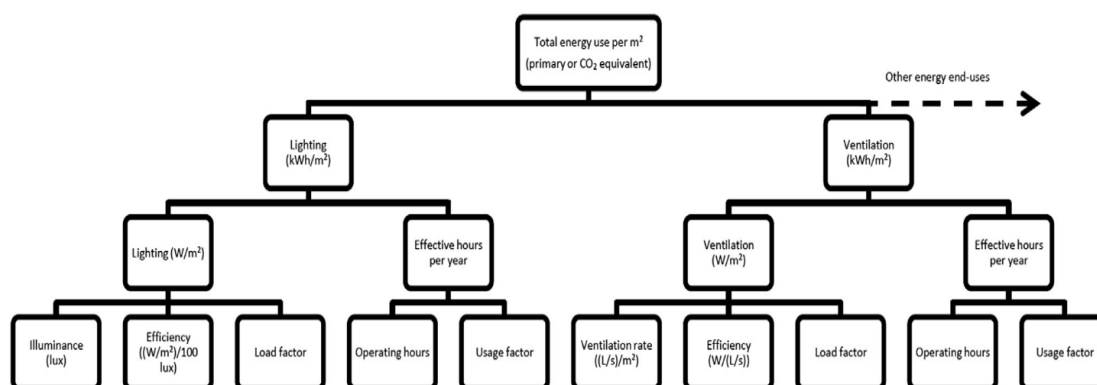 Total energy use per m²
(primary or CO₂ equivalent)
Other energy end-uses
Lighting
(kWh/m²)
Ventilation
(kWh/m²)
Lighting (W/m²)
Effective hours
per year
Ventilation
(W/m²)
Effective hours
per year
Illuminance
(lux)
Efficiency
((W/m²)/100
lux)
Load factor
Operating hours
Usage factor
Ventilation rate
((L/s)/m²)
Efficiency
(W/(L/s))
Load factor
Operating hours
Usage factor